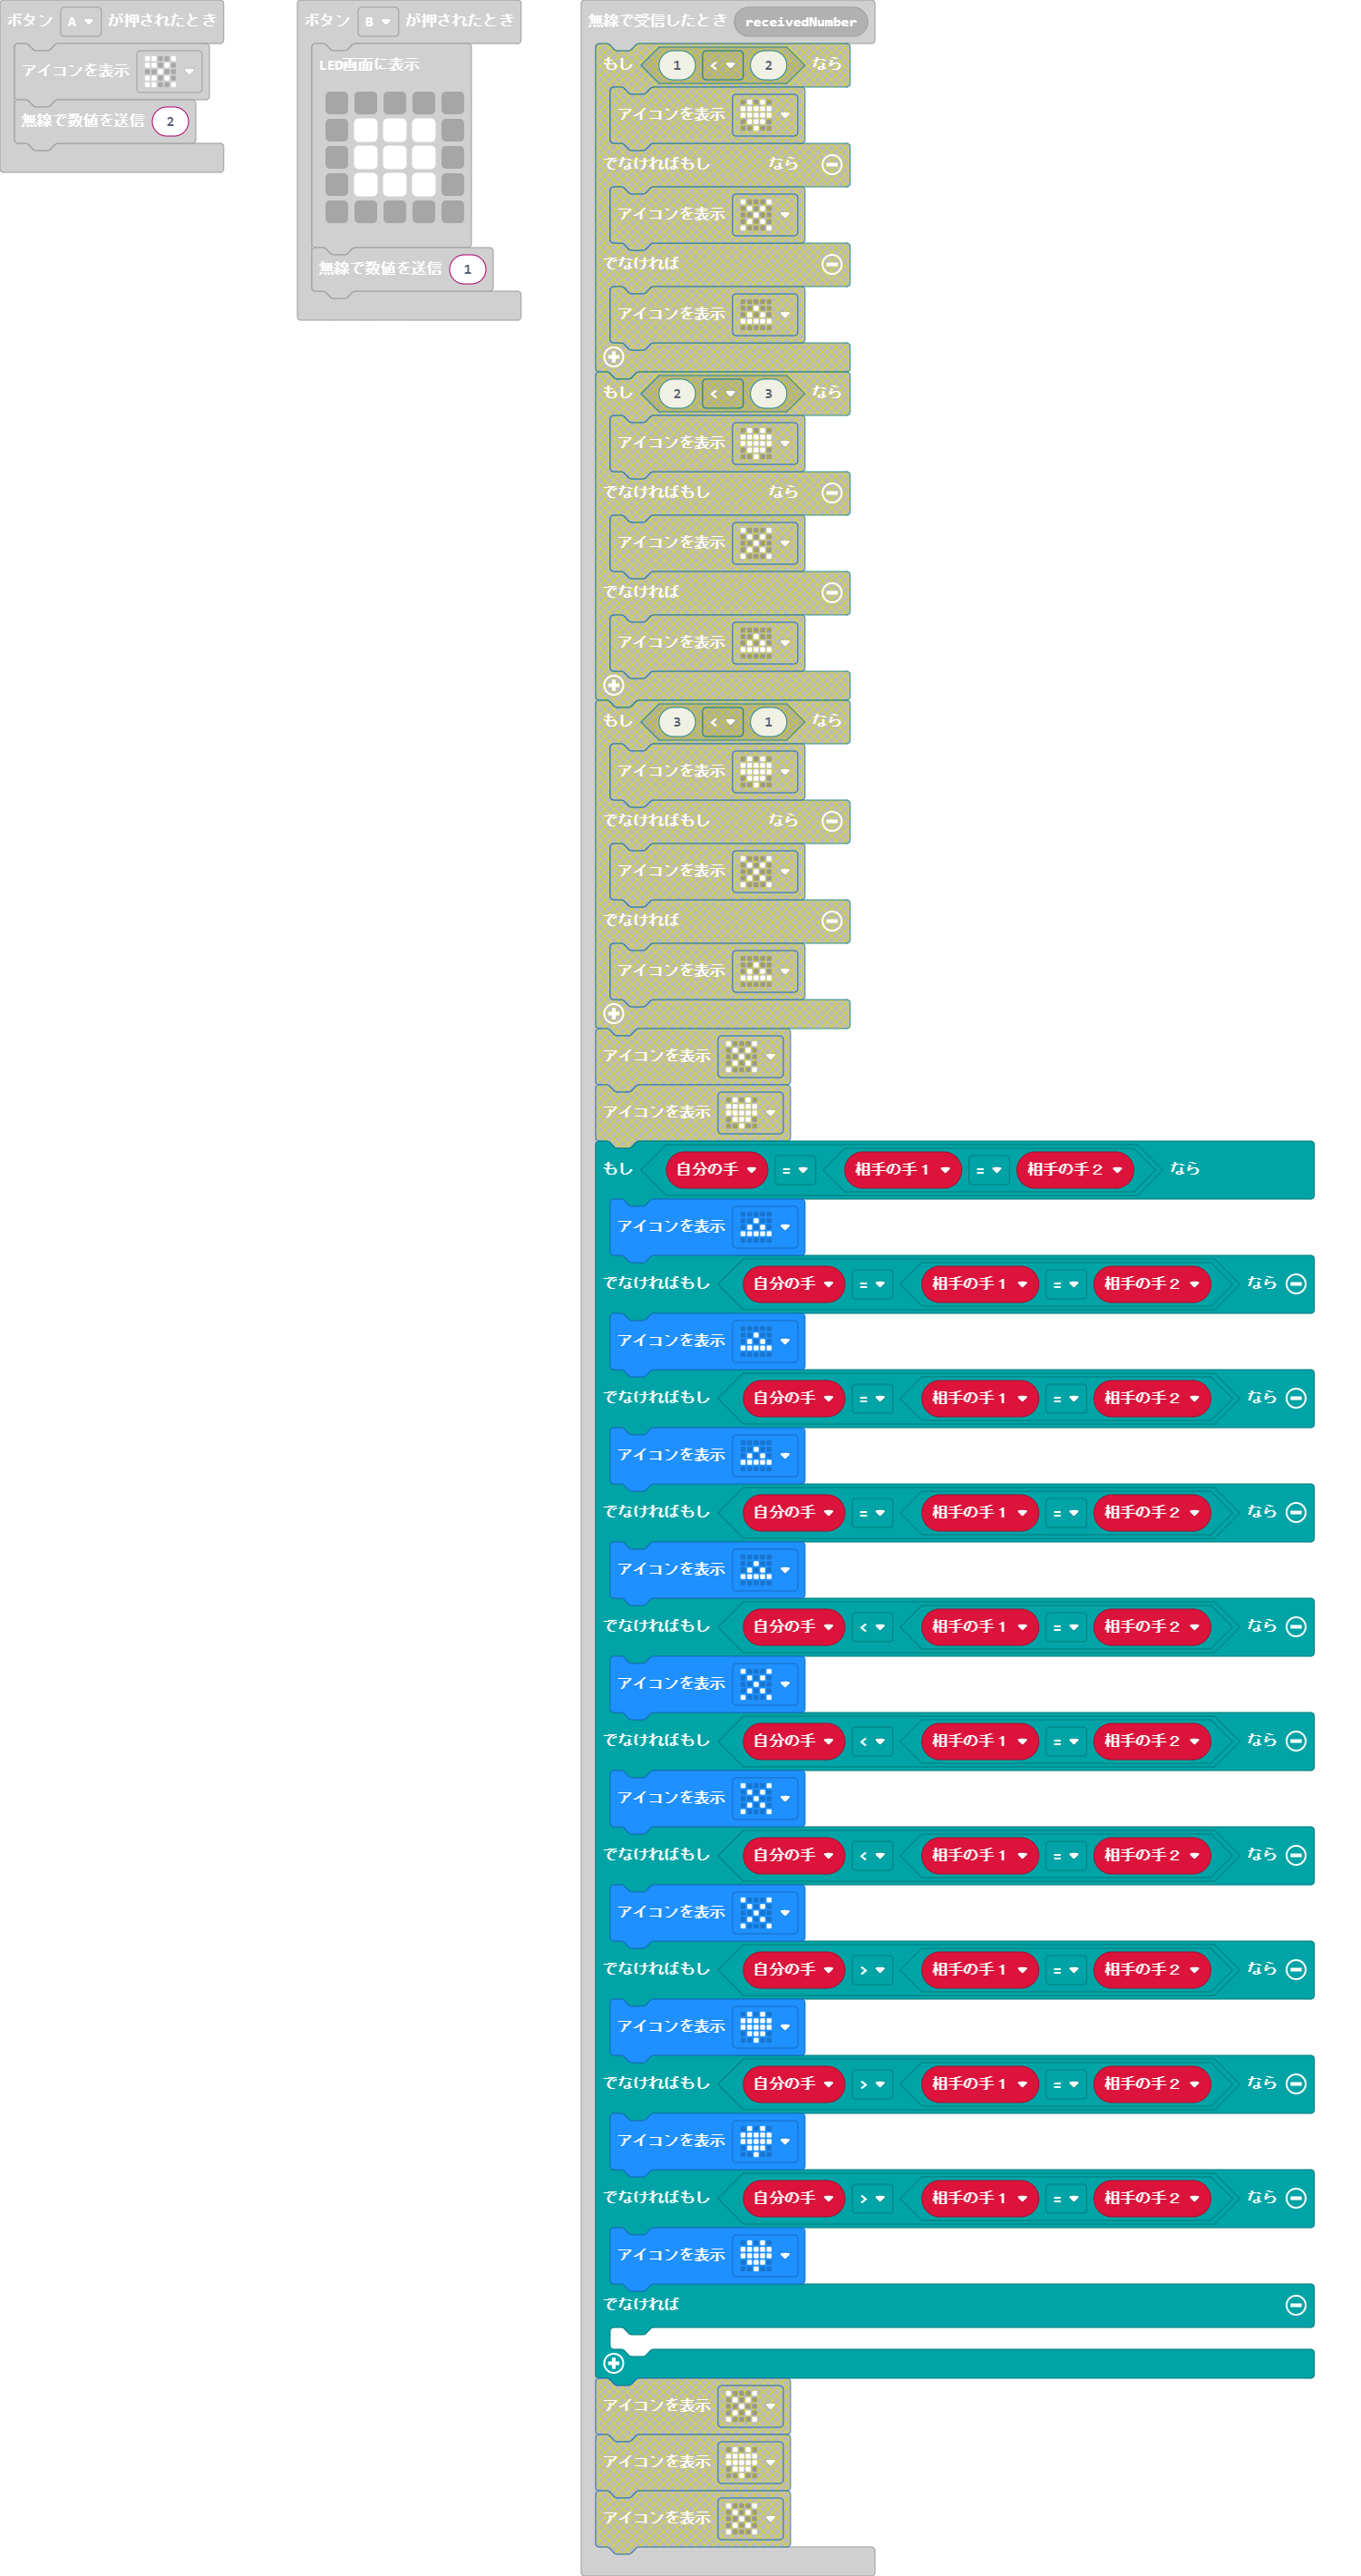 ボタン A が押されたとき
アイコンを表示
無線で数値を送信 2
ボタン B が押されたとき
LED画面に表示
無線で数値を送信 1
無線で受信したとき receivedNumber
もし 1 < 2 なら
アイコンを表示
でなければもし なら
アイコンを表示
でなければ
アイコンを表示
もし 2 < 3 なら
アイコンを表示
でなければもし なら
アイコンを表示
でなければ
アイコンを表示
もし 3 < 1 なら
アイコンを表示
でなければもし なら
アイコンを表示
でなければ
アイコンを表示
アイコンを表示
アイコンを表示
もし 自分の手 = 相手の手１ = 相手の手２ なら
アイコンを表示
でなければもし 自分の手 = 相手の手１ = 相手の手２ なら
アイコンを表示
でなければもし 自分の手 = 相手の手１ = 相手の手２ なら
アイコンを表示
でなければもし 自分の手 = 相手の手１ = 相手の手２ なら
アイコンを表示
でなければもし 自分の手 < 相手の手１ = 相手の手２ なら
アイコンを表示
でなければもし 自分の手 < 相手の手１ = 相手の手２ なら
アイコンを表示
でなければもし 自分の手 < 相手の手１ = 相手の手２ なら
アイコンを表示
でなければもし 自分の手 > 相手の手１ = 相手の手２ なら
アイコンを表示
でなければもし 自分の手 > 相手の手１ = 相手の手２ なら
アイコンを表示
でなければもし 自分の手 > 相手の手１ = 相手の手２ なら
アイコンを表示
でなければ
アイコンを表示
アイコンを表示
アイコンを表示